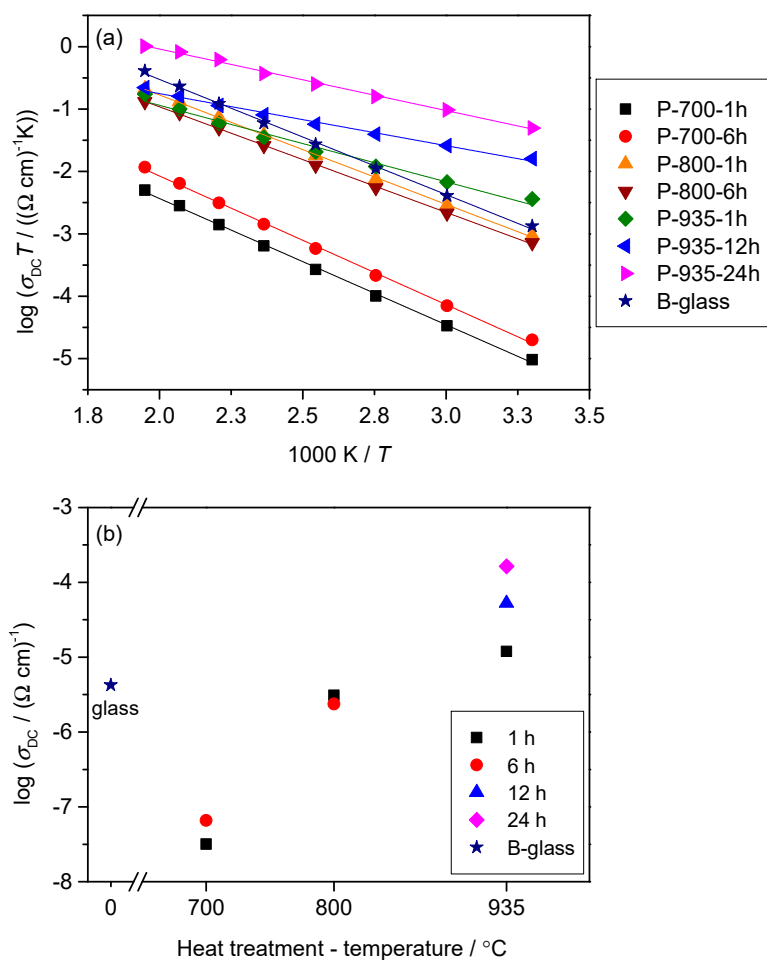 (a)
0
-1
-2
-3
-4
-5
log (σDC T / ((Ω cm)⁻¹K))
1.8 2.0 2.3 2.5 2.8 3.0 3.3 3.5
1000 K / T
P-700-1h
P-700-6h
P-800-1h
P-800-6h
P-935-1h
P-935-12h
P-935-24h
B-glass
(b)
-3
-4
-5
-6
-7
-8
log (σDC / (Ω cm)⁻¹)
glass
1 h
6 h
12 h
24 h
B-glass
0 700 800 935
Heat treatment - temperature / °C